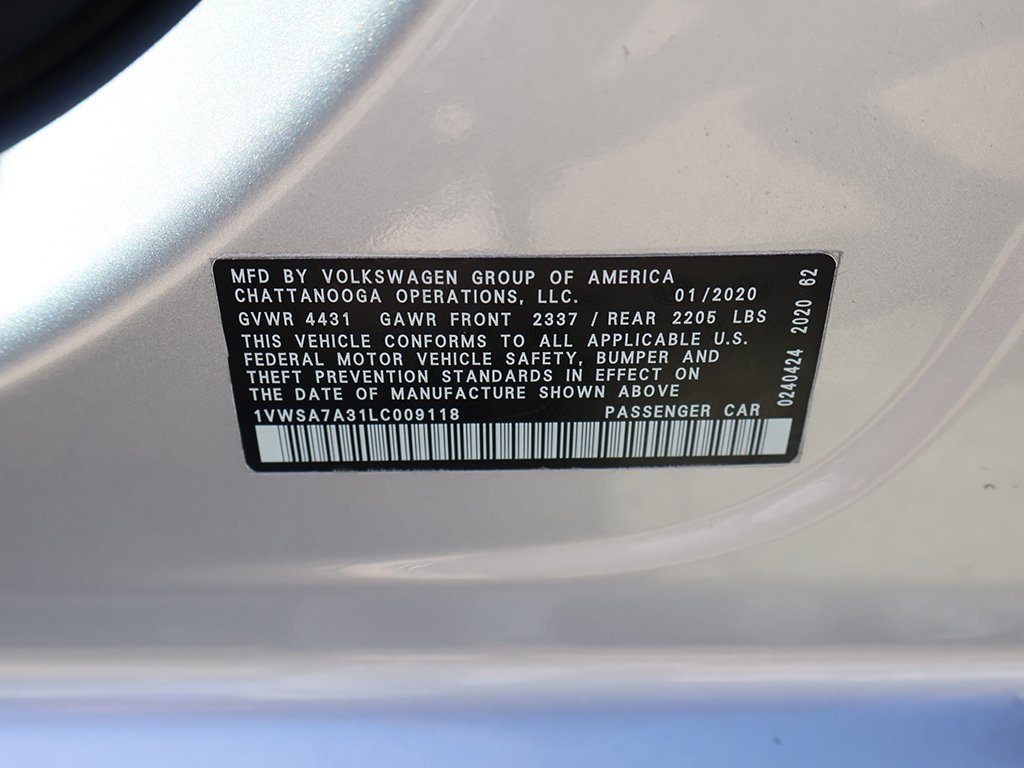 MFD BY VOLKSWAGEN GROUP OF AMERICA
CHATTANOOGA OPERATIONS, LLC. 01/2020
GVWR 4431 GAWR FRONT 2337 / REAR 2205 LBS
THIS VEHICLE CONFORMS TO ALL APPLICABLE U.S.
FEDERAL MOTOR VEHICLE SAFETY, BUMPER AND
THEFT PREVENTION STANDARDS IN EFFECT ON
THE DATE OF MANUFACTURE SHOWN ABOVE
1VWSA7A31LC009118 PASSENGER CAR
0240424 2020 62